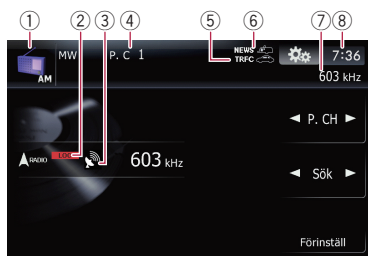 ① ② ③ ④ ⑤ ⑥ ⑦ ⑧
AM MW P. C 1 NEWS 7:36
TRFC
603 kHz
◄ P. CH ►
RADIO LOC 603 kHz
◄ Sök ►
Förinställ